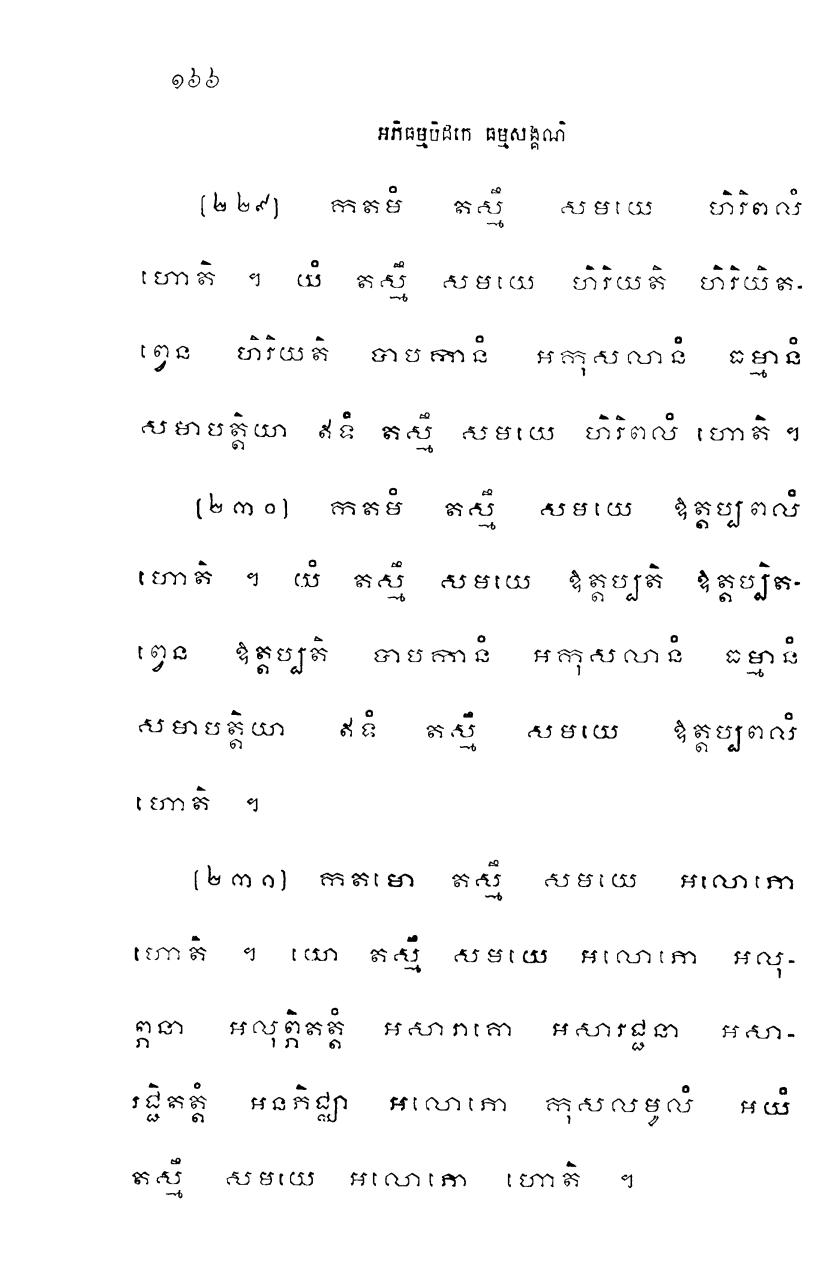 ១៦៦
អភិធម្មបិដកេ ធម្មសង្គណិ
(២២៩) កតមំ តស្មឹ សមយេ ហិរិពលំ
ហោតិ ។ យំ តស្មឹ សមយេ ហិរិយតិ ហិរិយិត-
ព្វេន ហិរិយតិ បាបកានំ អកុសលានំ ធម្មានំ
សមាបត្តិយា ឥទំ តស្មឹ សមយេ ហិរិពលំ ហោតិ ។
(២៣០) កតមំ តស្មឹ សមយេ ឱត្តប្បពលំ
ហោតិ ។ យំ តស្មឹ សមយេ ឱត្តប្បតិ ឱត្តប្បិត-
ព្វេន ឱត្តប្បតិ បាបកានំ អកុសលានំ ធម្មានំ
សមាបត្តិយា ឥទំ តស្មឹ សមយេ ឱត្តប្បពលំ
ហោតិ ។
(២៣១) កតមោ តស្មឹ សមយេ អលោភោ
ហោតិ ។ យោ តស្មឹ សមយេ អលោភោ អលុ-
ព្ភនា អលុព្ភិតត្តំ អសារាគោ អសារជ្ជនា អសា-
រជ្ជិតត្តំ អនភិជ្ឈា អលោភោ កុសលមូលំ អយំ
តស្មឹ សមយេ អលោភោ ហោតិ ។